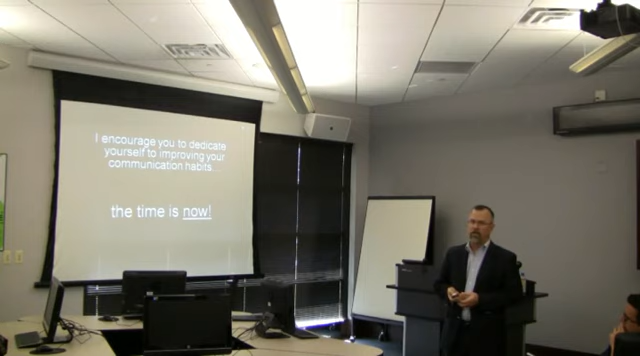 I encourage you to dedicate
yourself to improving your
communication habits...
the time is now!